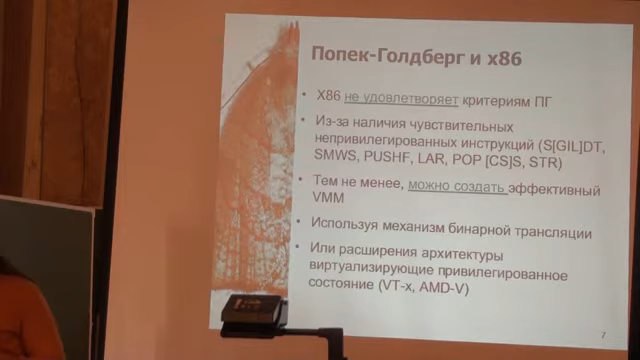 Попек-Голдберг и x86
• X86 не удовлетворяет критериям ПГ
• Из-за наличия чувствительных
непривилегированных инструкций (S[GIL]DT,
SMWS, PUSHF, LAR, POP [CS]S, STR)
• Тем не менее, можно создать эффективный
VMM
• Используя механизм бинарной трансляции
• Или расширения архитектуры
виртуализирующие привилегированное
состояние (VT-x, AMD-V)
7